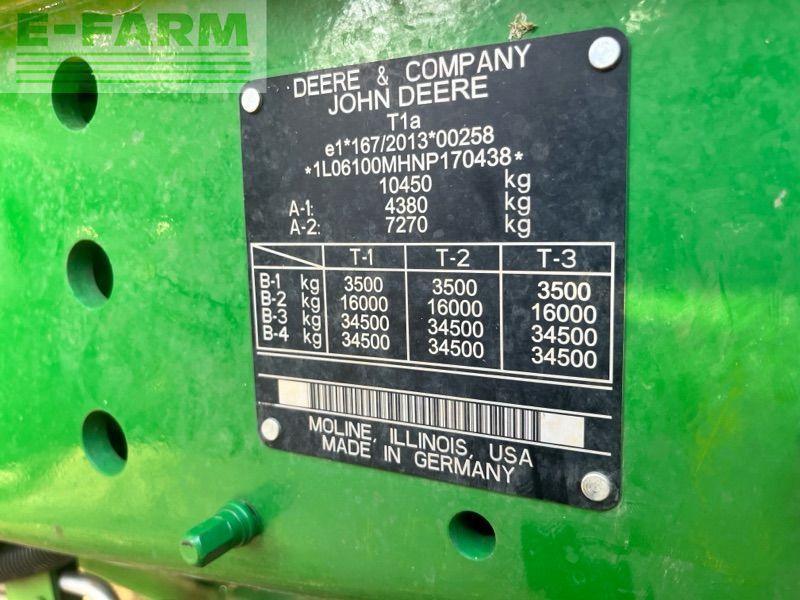 E-FARM
DEERE & COMPANY
JOHN DEERE
T1a
e1*167/2013*00258
*1L06100MHNP170438*
10450 kg
A-1: 4380 kg
A-2: 7270 kg
T-1 T-2 T-3
B-1 kg 3500 3500 3500
B-2 kg 16000 16000 16000
B-3 kg 34500 34500 34500
B-4 kg 34500 34500 34500
MOLINE, ILLINOIS, USA
MADE IN GERMANY